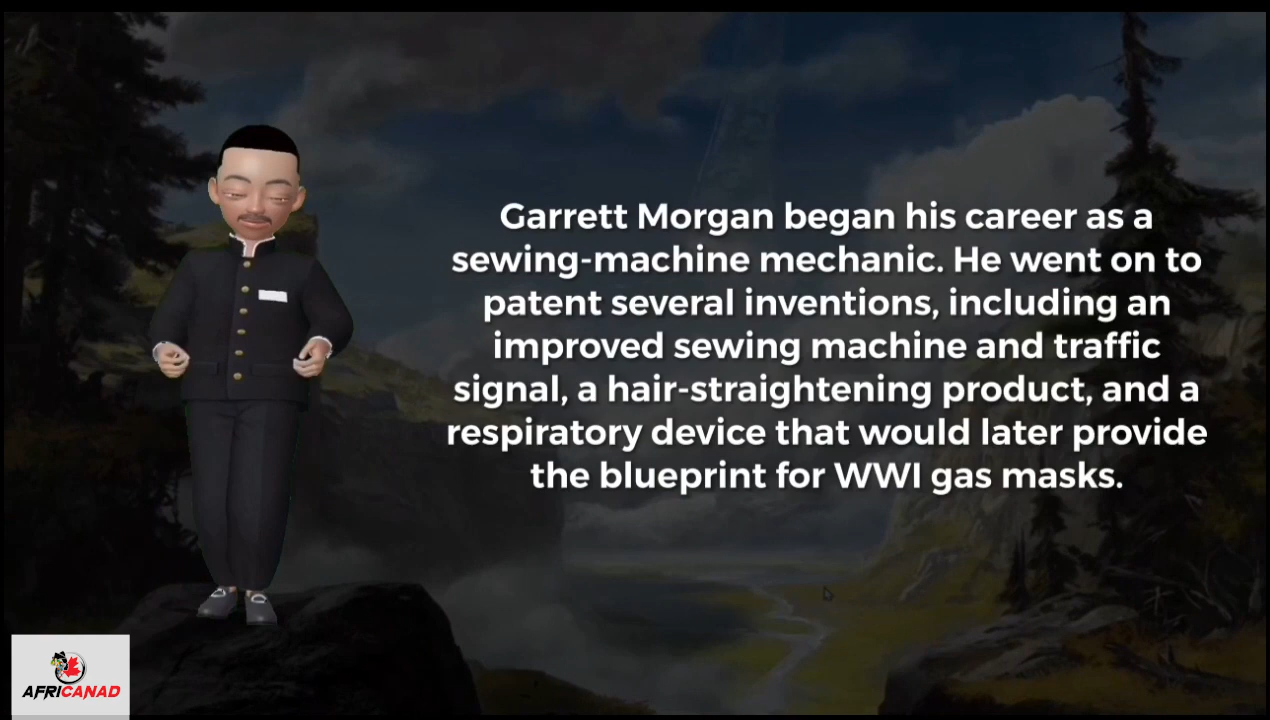 Garrett Morgan began his career as a
sewing-machine mechanic. He went on to
patent several inventions, including an
improved sewing machine and traffic
signal, a hair-straightening product, and a
respiratory device that would later provide
the blueprint for WWI gas masks.
AFRICANAD